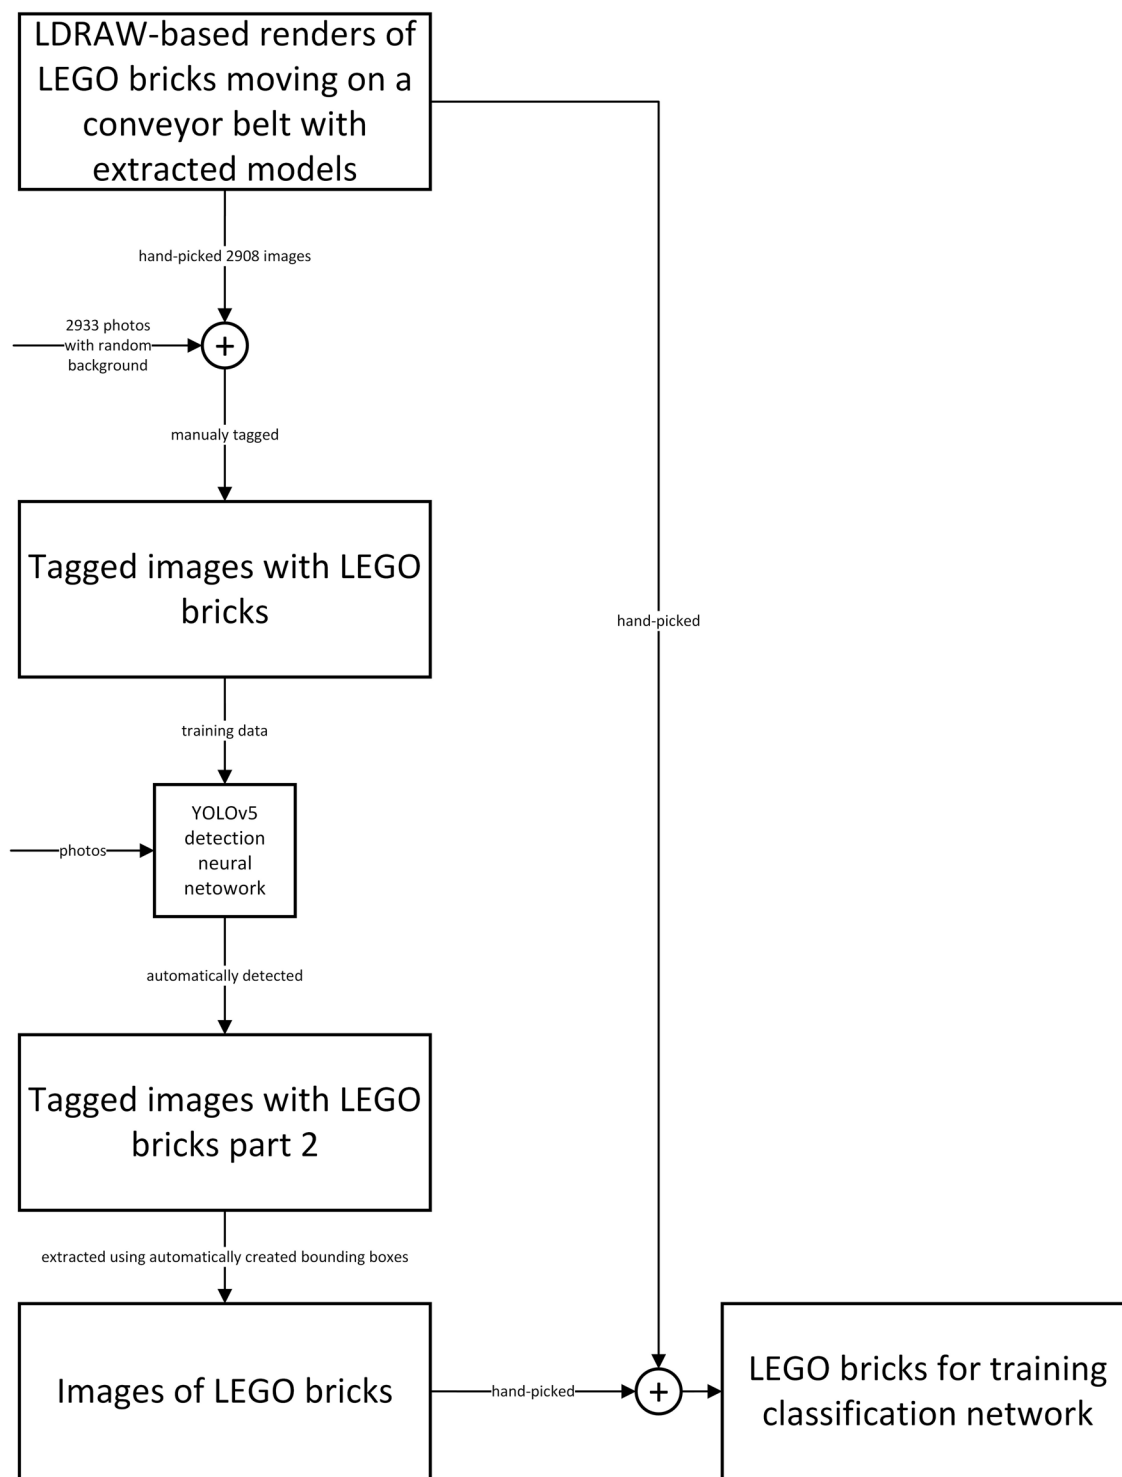 LDRAW-based renders of
LEGO bricks moving on a
conveyor belt with
extracted models
hand-picked 2908 images
2933 photos
with random
background
+
manualy tagged
Tagged images with LEGO
bricks
hand-picked
training data
YOLOv5
detection
neural
netowork
photos
automatically detected
Tagged images with LEGO
bricks part 2
extracted using automatically created bounding boxes
Images of LEGO bricks
hand-picked
+
LEGO bricks for training
classification network